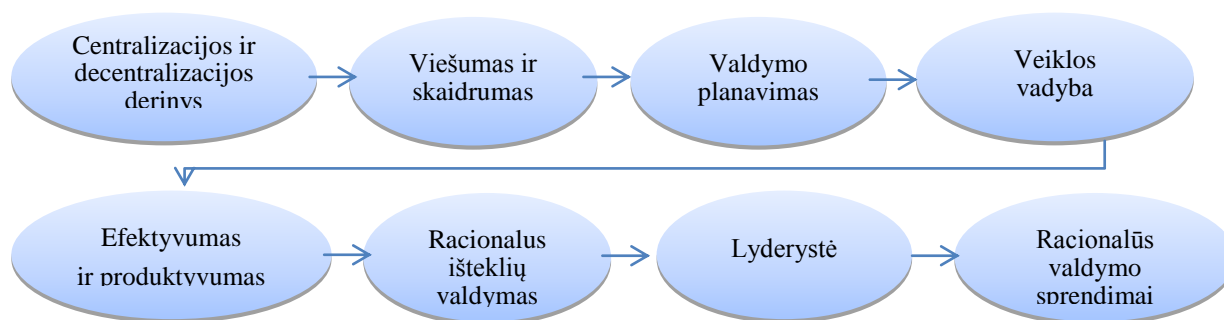 Centralizacijos ir
decentralizacijos
derinys
Viešumas ir
skaidrumas
Valdymo
planavimas
Veiklos
vadyba
Efektyvumas
ir produktyvumas
Racionalus
išteklių
valdymas
Lyderystė
Racionalūs
valdymo
sprendimai